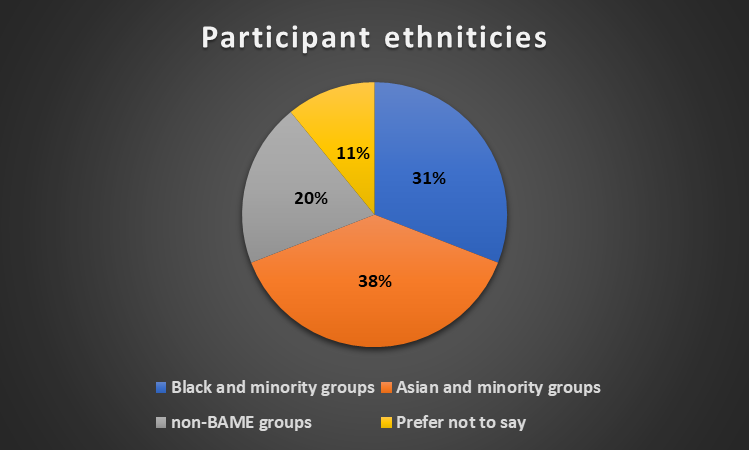 Participant ethniticies
11%
31%
20%
38%
Black and minority groups
Asian and minority groups
non-BAME groups
Prefer not to say